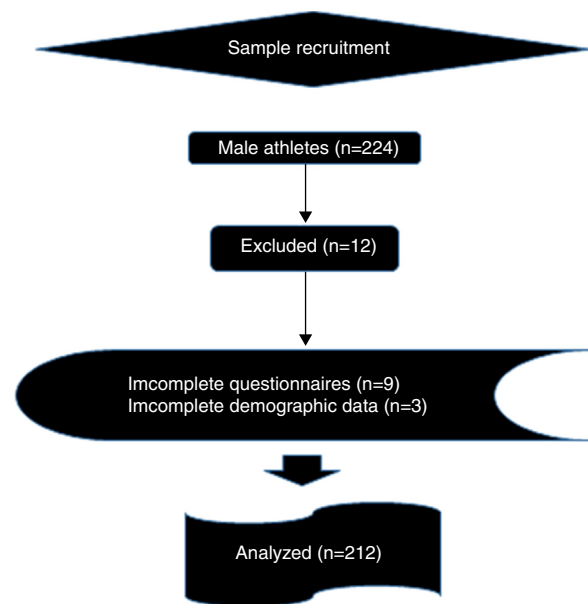 Sample recruitment
Male athletes (n=224)
Excluded (n=12)
Imcomplete questionnaires (n=9)
Imcomplete demographic data (n=3)
Analyzed (n=212)